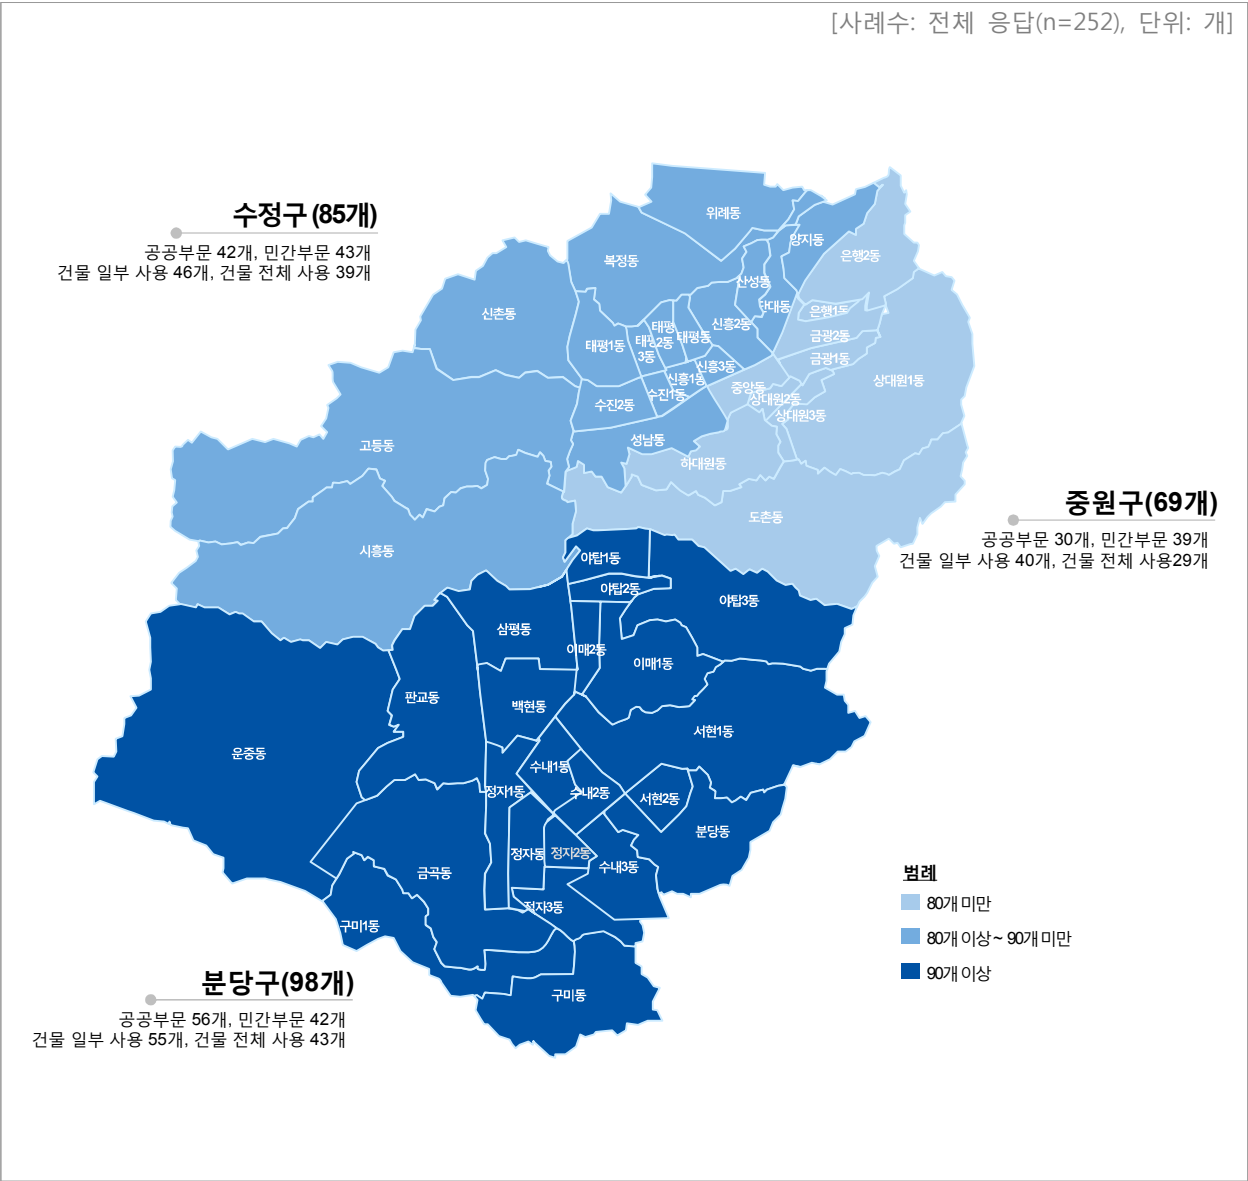 [사례수: 전체 응답(n=252), 단위: 개]
수정구 (85개)
공공부문 42개, 민간부문 43개
건물 일부 사용 46개, 건물 전체 사용 39개
위례동
양지동
복정동
은행2동
산성동
단대동
신촌동
은행1동
태평
신흥2동
태평2동
태평동
금광2동
태평1동
3동
금광1동
신흥3동
신흥1동
상대원1동
중앙동
수진1동
상대원2동
수진2동
상대원3동
성남동
고등동
하대원동
도촌동
시흥동
중원구(69개)
공공부문 30개, 민간부문 39개
건물 일부 사용 40개, 건물 전체 사용29개
야탑1동
야탑2동
야탑3동
삼평동
이매2동
이매1동
판교동
백현동
서현1동
운중동
수내1동
정자1동
수내2동
서현2동
분당동
정자동
정자2동
수내3동
금곡동
정자3동
구미1동
구미동
범례
80개 미만
80개 이상 ~ 90개 미만
90개 이상
분당구(98개)
공공부문 56개, 민간부문 42개
건물 일부 사용 55개, 건물 전체 사용 43개